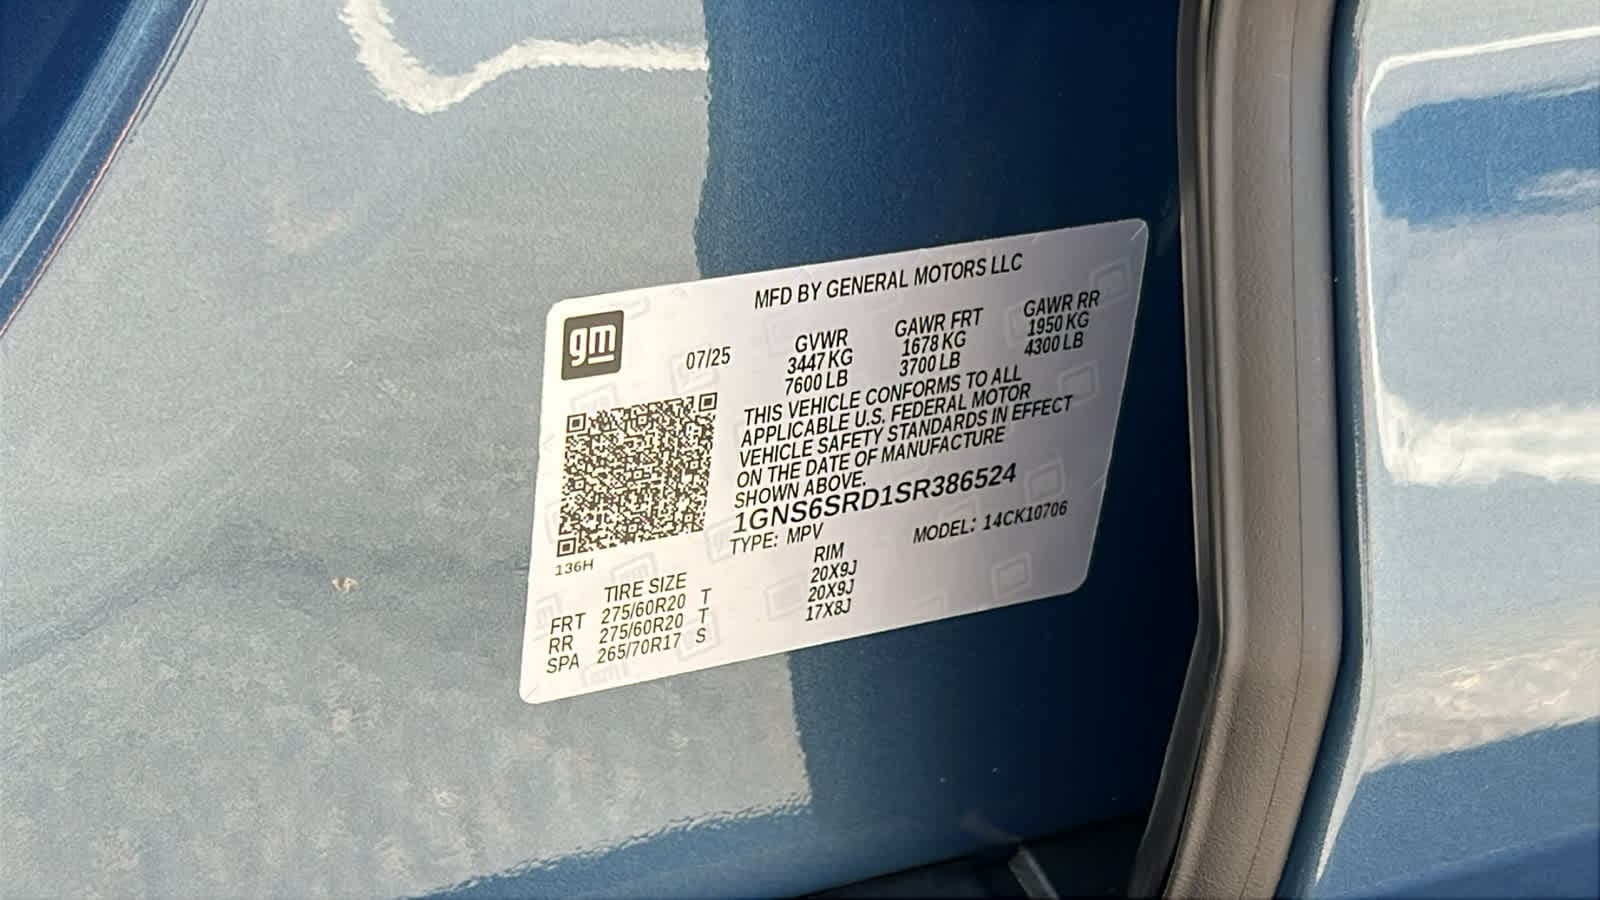 MFD BY GENERAL MOTORS LLC
gm
07/25
GVWR
3447 KG
7600 LB
GAWR FRT
1678 KG
3700 LB
GAWR RR
1950 KG
4300 LB
THIS VEHICLE CONFORMS TO ALL
APPLICABLE U.S. FEDERAL MOTOR
VEHICLE SAFETY STANDARDS IN EFFECT
ON THE DATE OF MANUFACTURE
SHOWN ABOVE.
1GNS6SRD1SR386524
TYPE: MPV MODEL: 14CK10706
136H
TIRE SIZE RIM
FRT 275/60R20 T 20X9J
RR 275/60R20 T 20X9J
SPA 265/70R17 S 17X8J